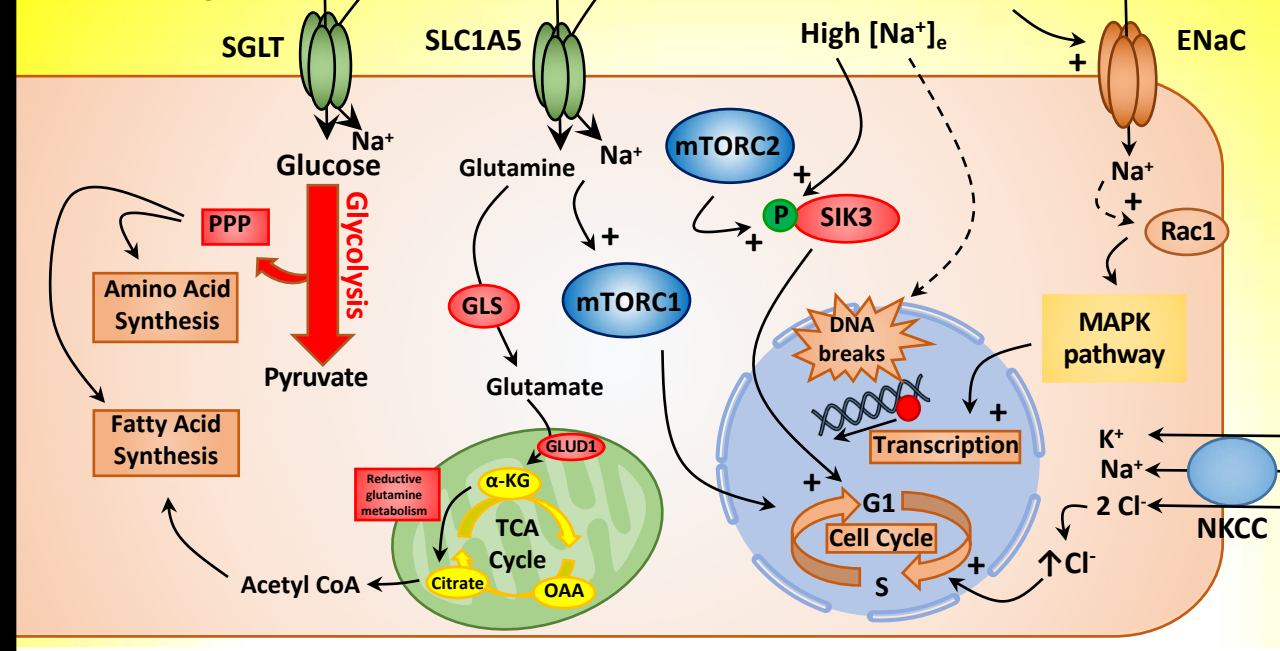 SGLT
SLC1A5
High [Na⁺]ₑ
ENaC
+
Na⁺
Glucose
Glutamine
Na⁺
mTORC2
+
P
SIK3
+
Na⁺
+
Rac1
PPP
Glycolysis
+
Amino Acid
Synthesis
GLS
mTORC1
DNA
breaks
MAPK
pathway
Pyruvate
Glutamate
+
Transcription
Fatty Acid
Synthesis
GLUD1
K⁺
Na⁺
2 Cl⁻
NKCC
Reductive
glutamine
metabolism
α-KG
TCA
Cycle
Citrate
OAA
Acetyl CoA
+
G1
Cell Cycle
S
+
↑Cl⁻